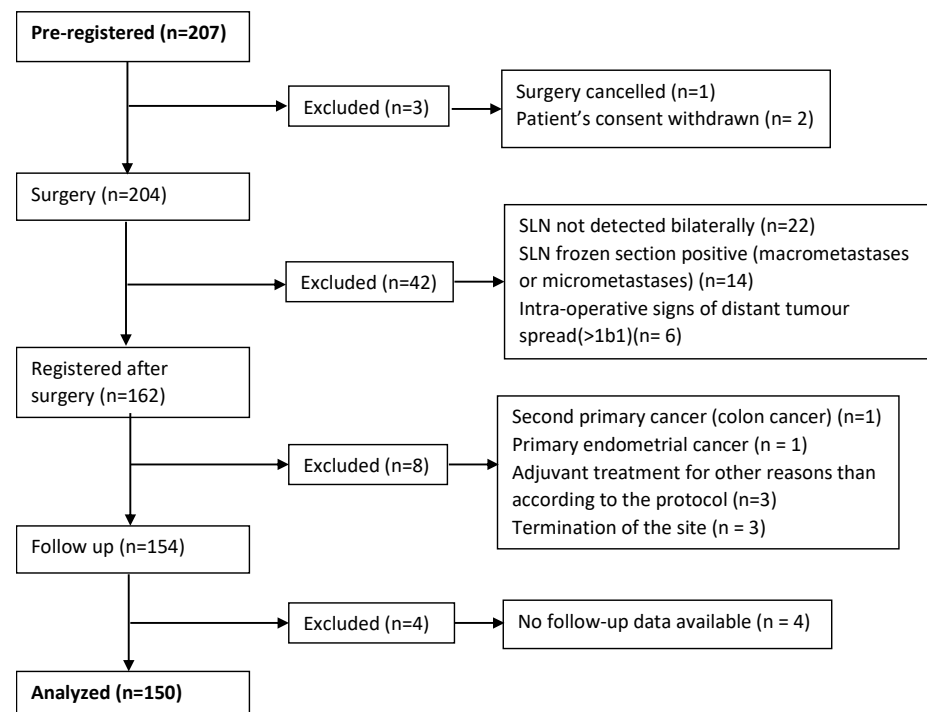 Pre-registered (n=207)
Excluded (n=3)
Surgery cancelled (n=1)
Patient’s consent withdrawn (n= 2)
Surgery (n=204)
Excluded (n=42)
SLN not detected bilaterally (n=22)
SLN frozen section positive (macrometastases
or micrometastases) (n=14)
Intra-operative signs of distant tumour
spread(>1b1)(n= 6)
Registered after
surgery (n=162)
Excluded (n=8)
Second primary cancer (colon cancer) (n=1)
Primary endometrial cancer (n = 1)
Adjuvant treatment for other reasons than
according to the protocol (n=3)
Termination of the site (n = 3)
Follow up (n=154)
Excluded (n=4)
No follow-up data available (n = 4)
Analyzed (n=150)